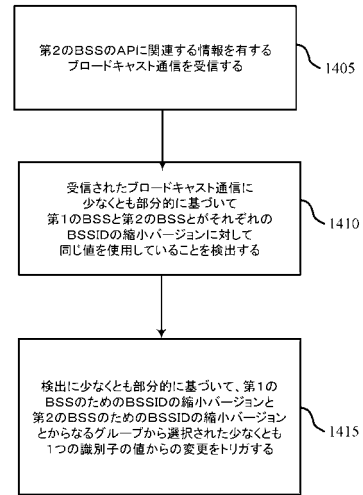 第2のBSSのAPに関連する情報を有する
ブロードキャスト通信を受信する
1405
受信されたブロードキャスト通信に
少なくとも部分的に基づいて
第1のBSSと第2のBSSとがそれぞれの
BSSIDの縮小バージョンに対して
同じ値を使用していることを検出する
1410
検出に少なくとも部分的に基づいて、第1の
BSSのためのBSSIDの縮小バージョンと
第2のBSSのためのBSSIDの縮小バージョン
とからなるグループから選択された少なくとも
1つの識別子の値からの変更をトリガする
1415